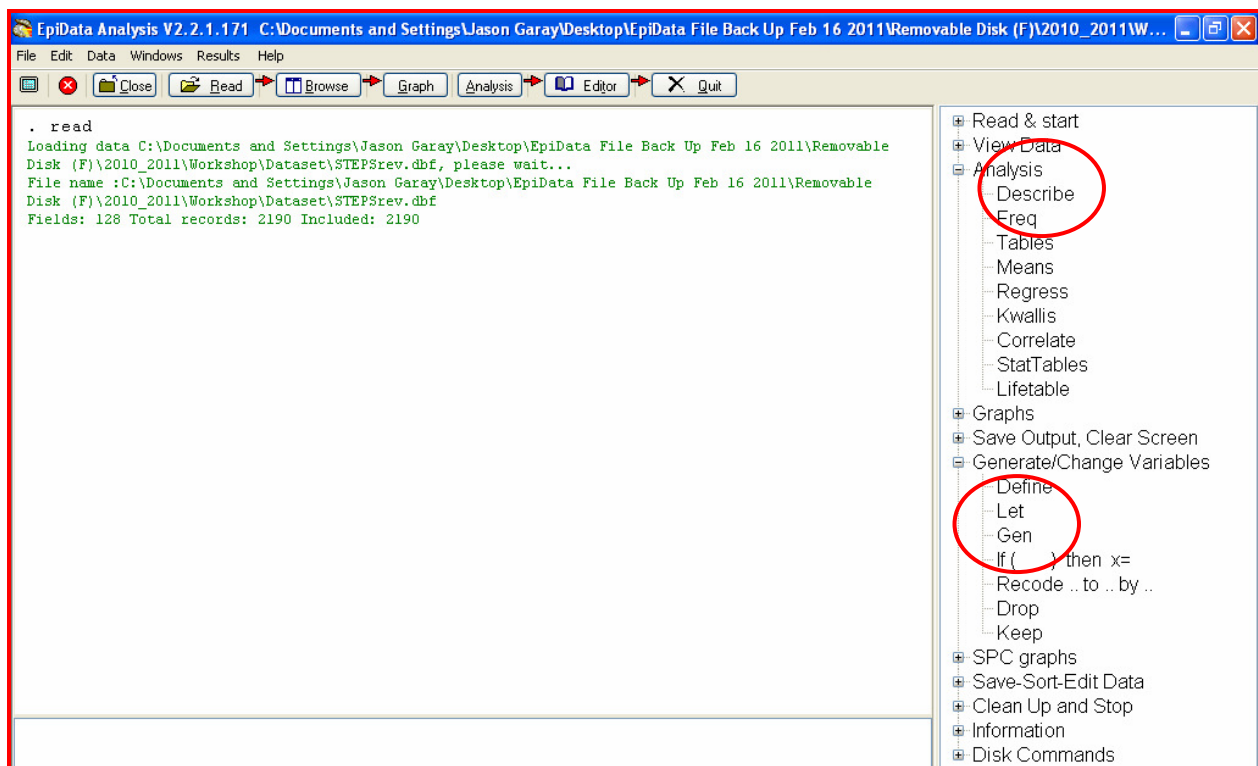 EpiData Analysis V2.2.1.171 C:\Documents and Settings\Jason Garay\Desktop\EpiData File Back Up Feb 16 2011\Removable Disk (F)\2010_2011\W...
File Edit Data Windows Results Help
Close Read Browse Graph Analysis Editor Quit
. read
Loading data C:\Documents and Settings\Jason Garay\Desktop\EpiData File Back Up Feb 16 2011\Removable
Disk (F)\2010_2011\Workshop\Dataset\STEPSrev.dbf, please wait...
File name :C:\Documents and Settings\Jason Garay\Desktop\EpiData File Back Up Feb 16 2011\Removable
Disk (F)\2010_2011\Workshop\Dataset\STEPSrev.dbf
Fields: 128 Total records: 2190 Included: 2190
Read & start
View Data
Analysis
Describe
Freq
Tables
Means
Regress
Kwallis
Correlate
StatTables
Lifetable
Graphs
Save Output, Clear Screen
Generate/Change Variables
Define
Let
Gen
If ( ) then x=
Recode .. to .. by ..
Drop
Keep
SPC graphs
Save-Sort-Edit Data
Clean Up and Stop
Information
Disk Commands